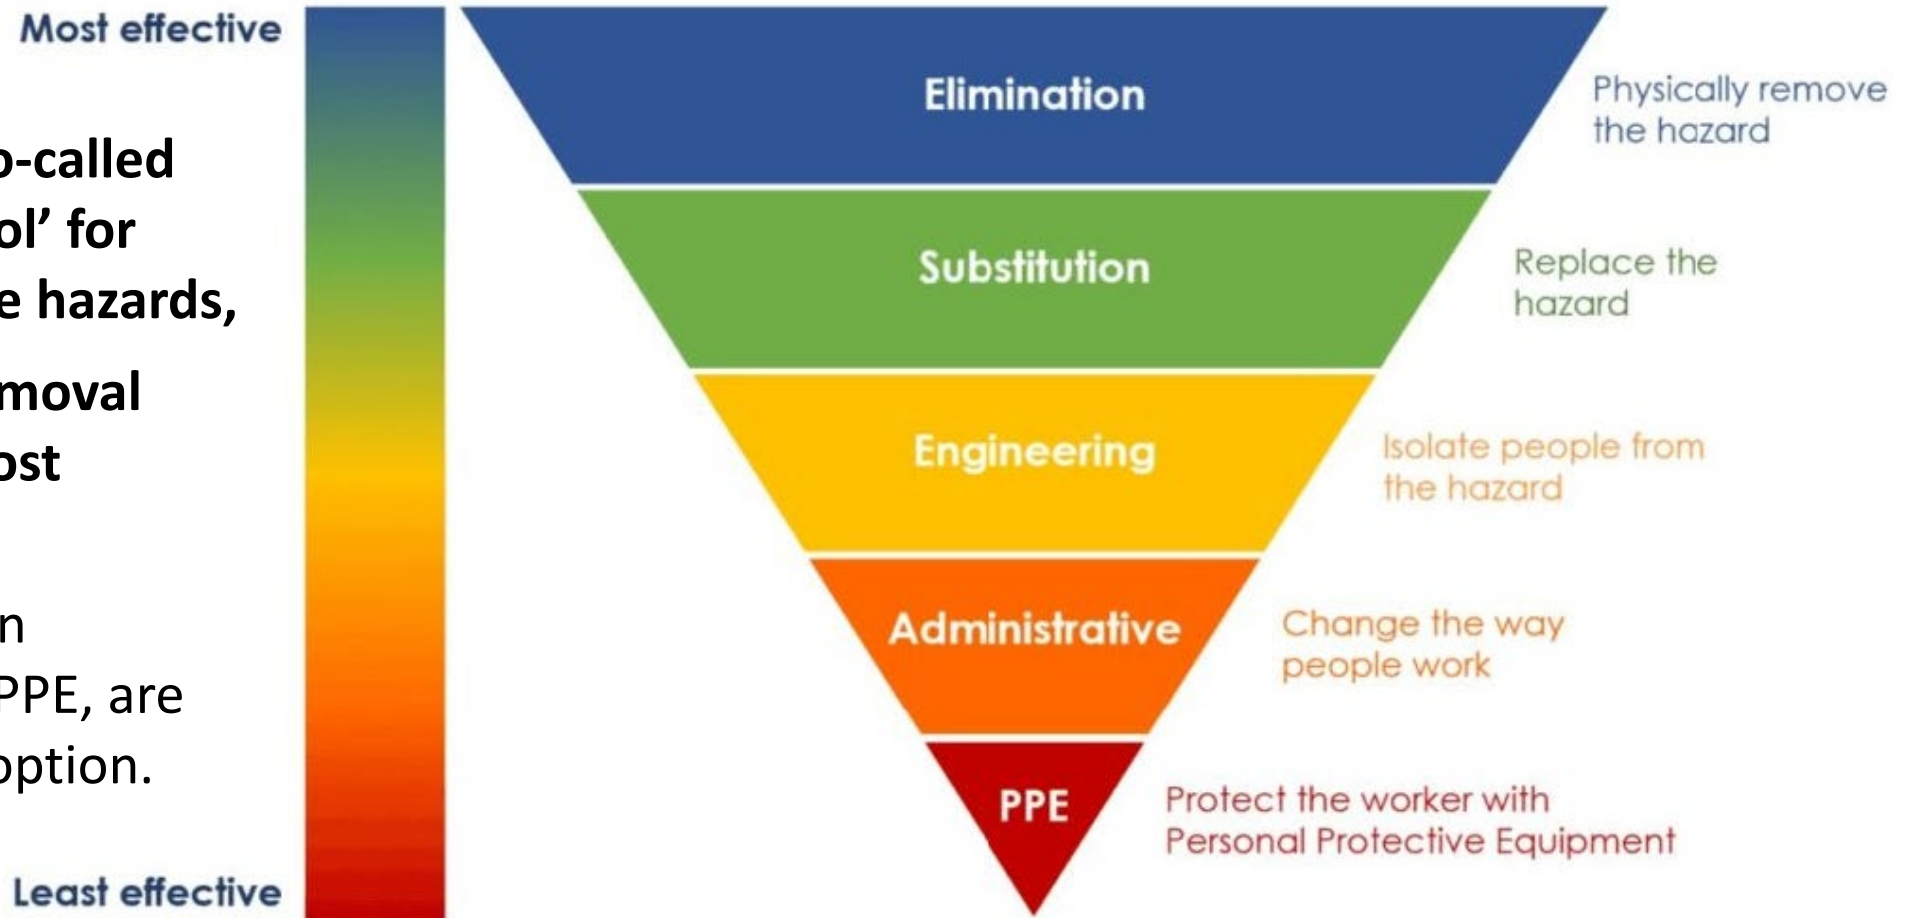 Most effective
o-called
ol’ for
e hazards,
moval
ost
n
PPE, are
option.
Least effective
Elimination
Physically remove
the hazard
Substitution
Replace the
hazard
Engineering
Isolate people from
the hazard
Administrative
Change the way
people work
PPE
Protect the worker with
Personal Protective Equipment